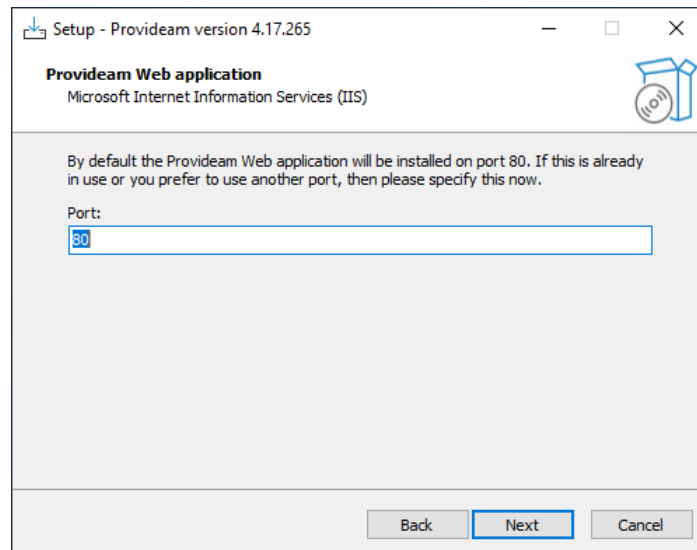 Setup - Provideam version 4.17.265
Provideam Web application
Microsoft Internet Information Services (IIS)
By default the Provideam Web application will be installed on port 80. If this is already
in use or you prefer to use another port, then please specify this now.
Port:
80
Back
Next
Cancel